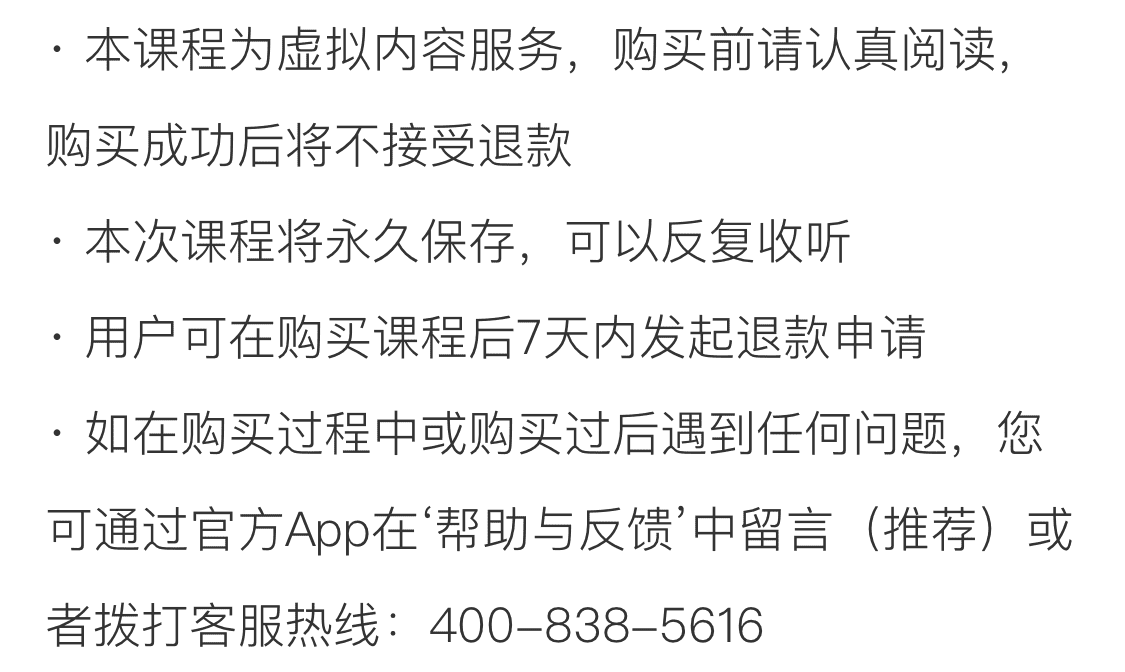 · 本课程为虚拟内容服务，购买前请认真阅读，
购买成功后将不接受退款
· 本次课程将永久保存，可以反复收听
· 用户可在购买课程后7天内发起退款申请
· 如在购买过程中或购买过后遇到任何问题，您
可通过官方App在‘帮助与反馈’中留言（推荐）或
者拨打客服热线：400-838-5616